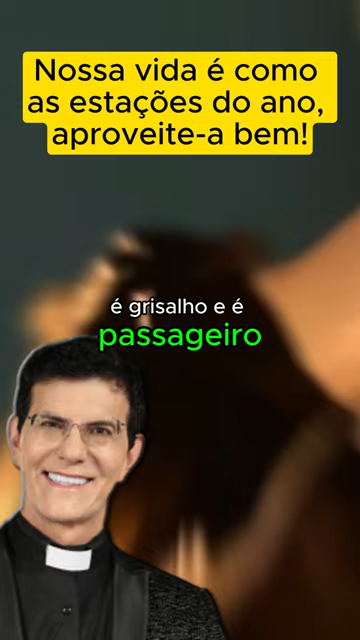 Nossa vida é como
as estações do ano,
aproveite-a bem!
é grisalho e é
passageiro